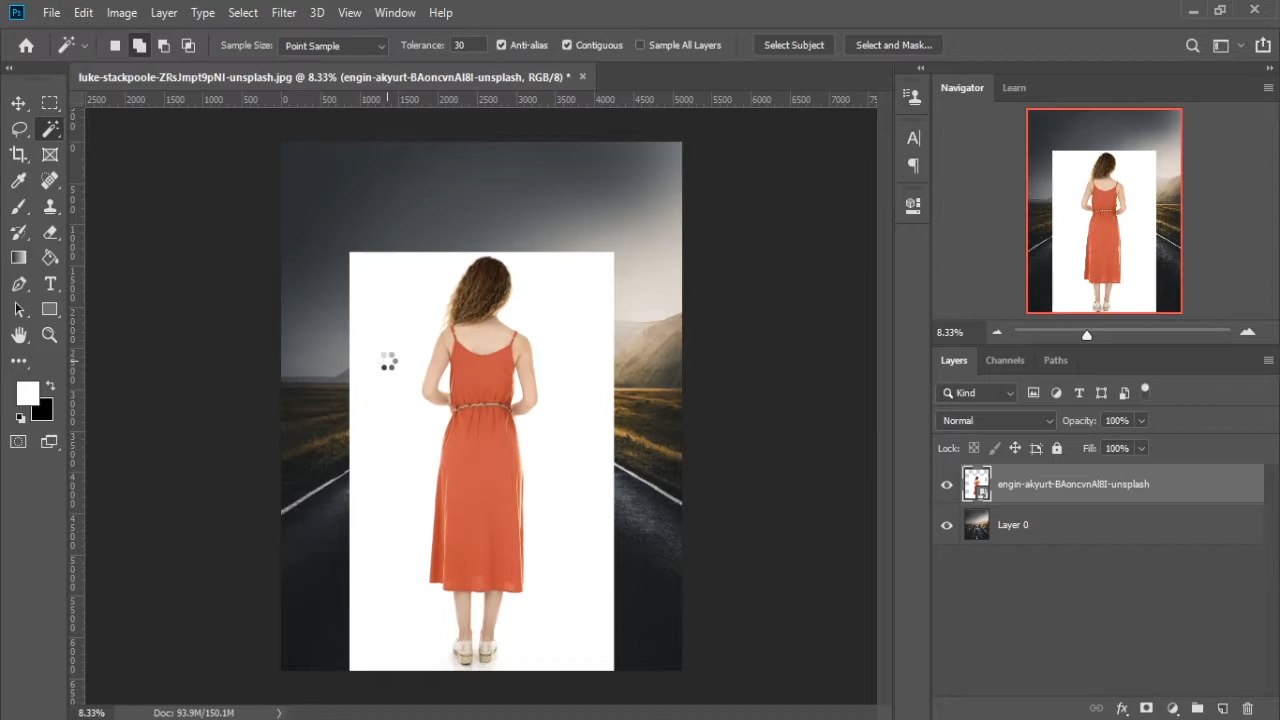 Ps File Edit Image Layer Type Select Filter 3D View Window Help
Sample Size: Point Sample Tolerance: 30 Anti-alias Contiguous Sample All Layers Select Subject Select and Mask...
luke-stackpoole-ZRsJmpt9pNI-unsplash.jpg @ 8.33% (engin-akyurt-BAoncvnAl8I-unsplash, RGB/8) *
Navigator Learn
2500 2000 1500 1000 500 0 500 1000 1500 2000 2500 3000 3500 4000 4500 5000 5500 6000 6500 7000
8.33%
Layers Channels Paths
Kind
Normal Opacity: 100%
Lock: Fill: 100%
engin-akyurt-BAoncvnAl8I-unsplash
Layer 0
8.33% Doc: 93.9M/150.1M